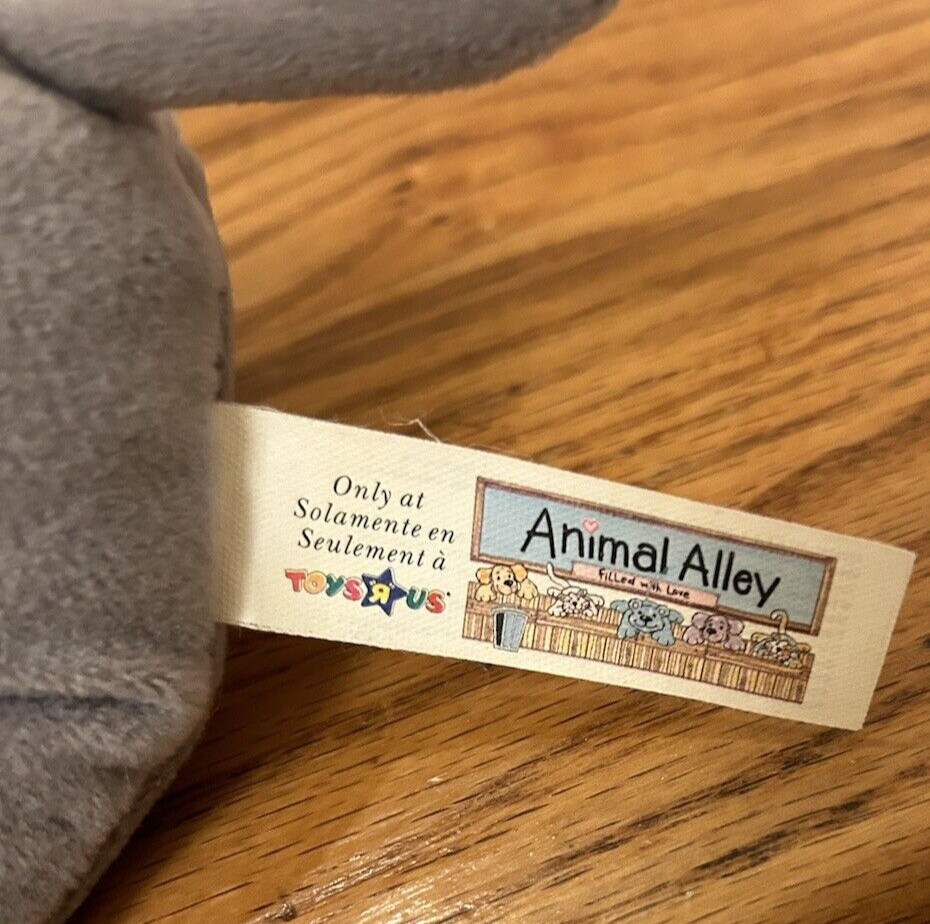 Only at
Solamente en
Seulement à
TOYS R US
Animal Alley
filled with Love